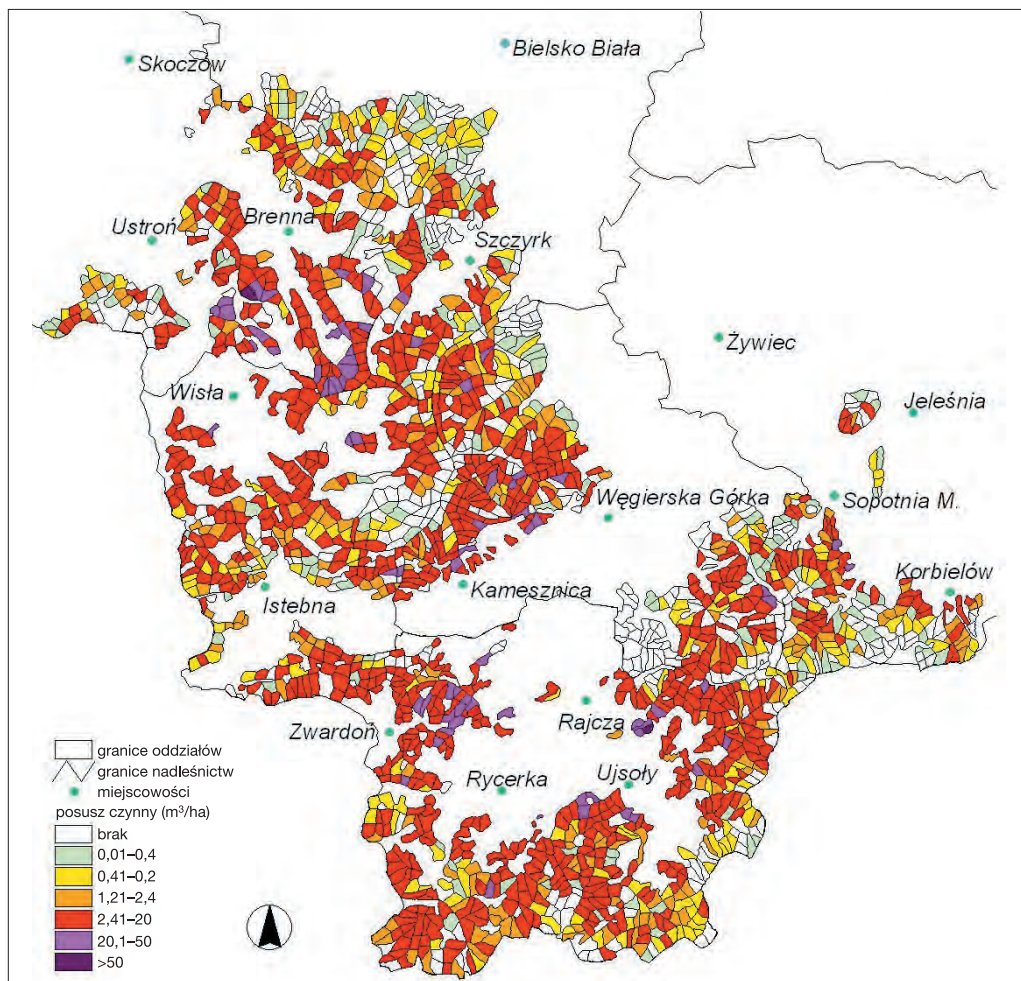 Bielsko Biała
Skoczów
Brenna
Ustroń
Szczyrk
Żywiec
Wisła
Jeleśnia
Węgierska Górka
Sopotnia M.
Korbielów
Istebna
Kamesznica
Rajcza
Zwardoń
Rycerka
Ujsoły
granice oddziałów
granice nadleśnictw
miejscowości
posusz czynny (m³/ha)
brak
0,01–0,4
0,41–0,2
1,21–2,4
2,41–20
20,1–50
>50